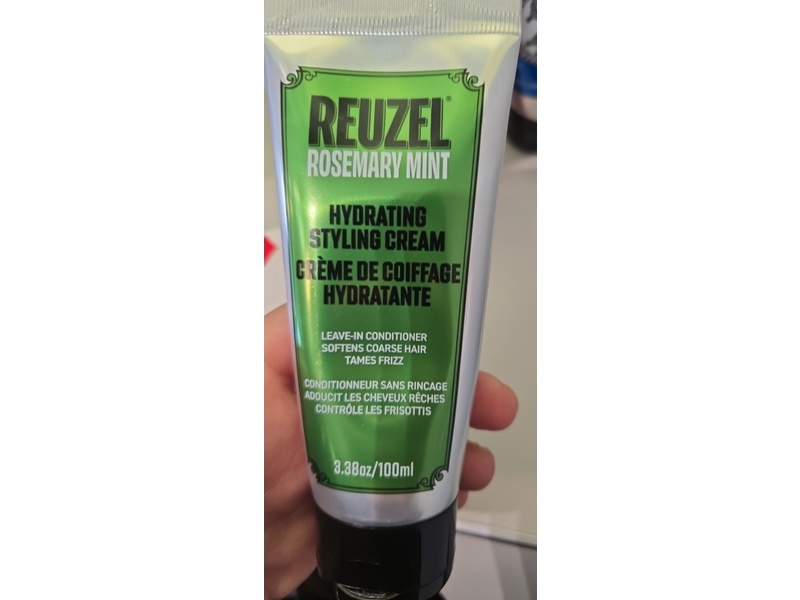 REUZEL®
ROSEMARY MINT
HYDRATING
STYLING CREAM
CRÈME DE COIFFAGE
HYDRATANTE
LEAVE-IN CONDITIONER
SOFTENS COARSE HAIR
TAMES FRIZZ
CONDITIONNEUR SANS RINCAGE
ADOUCIT LES CHEVEUX RÊCHES
CONTRÔLE LES FRISOTTIS
3.38oz/100ml